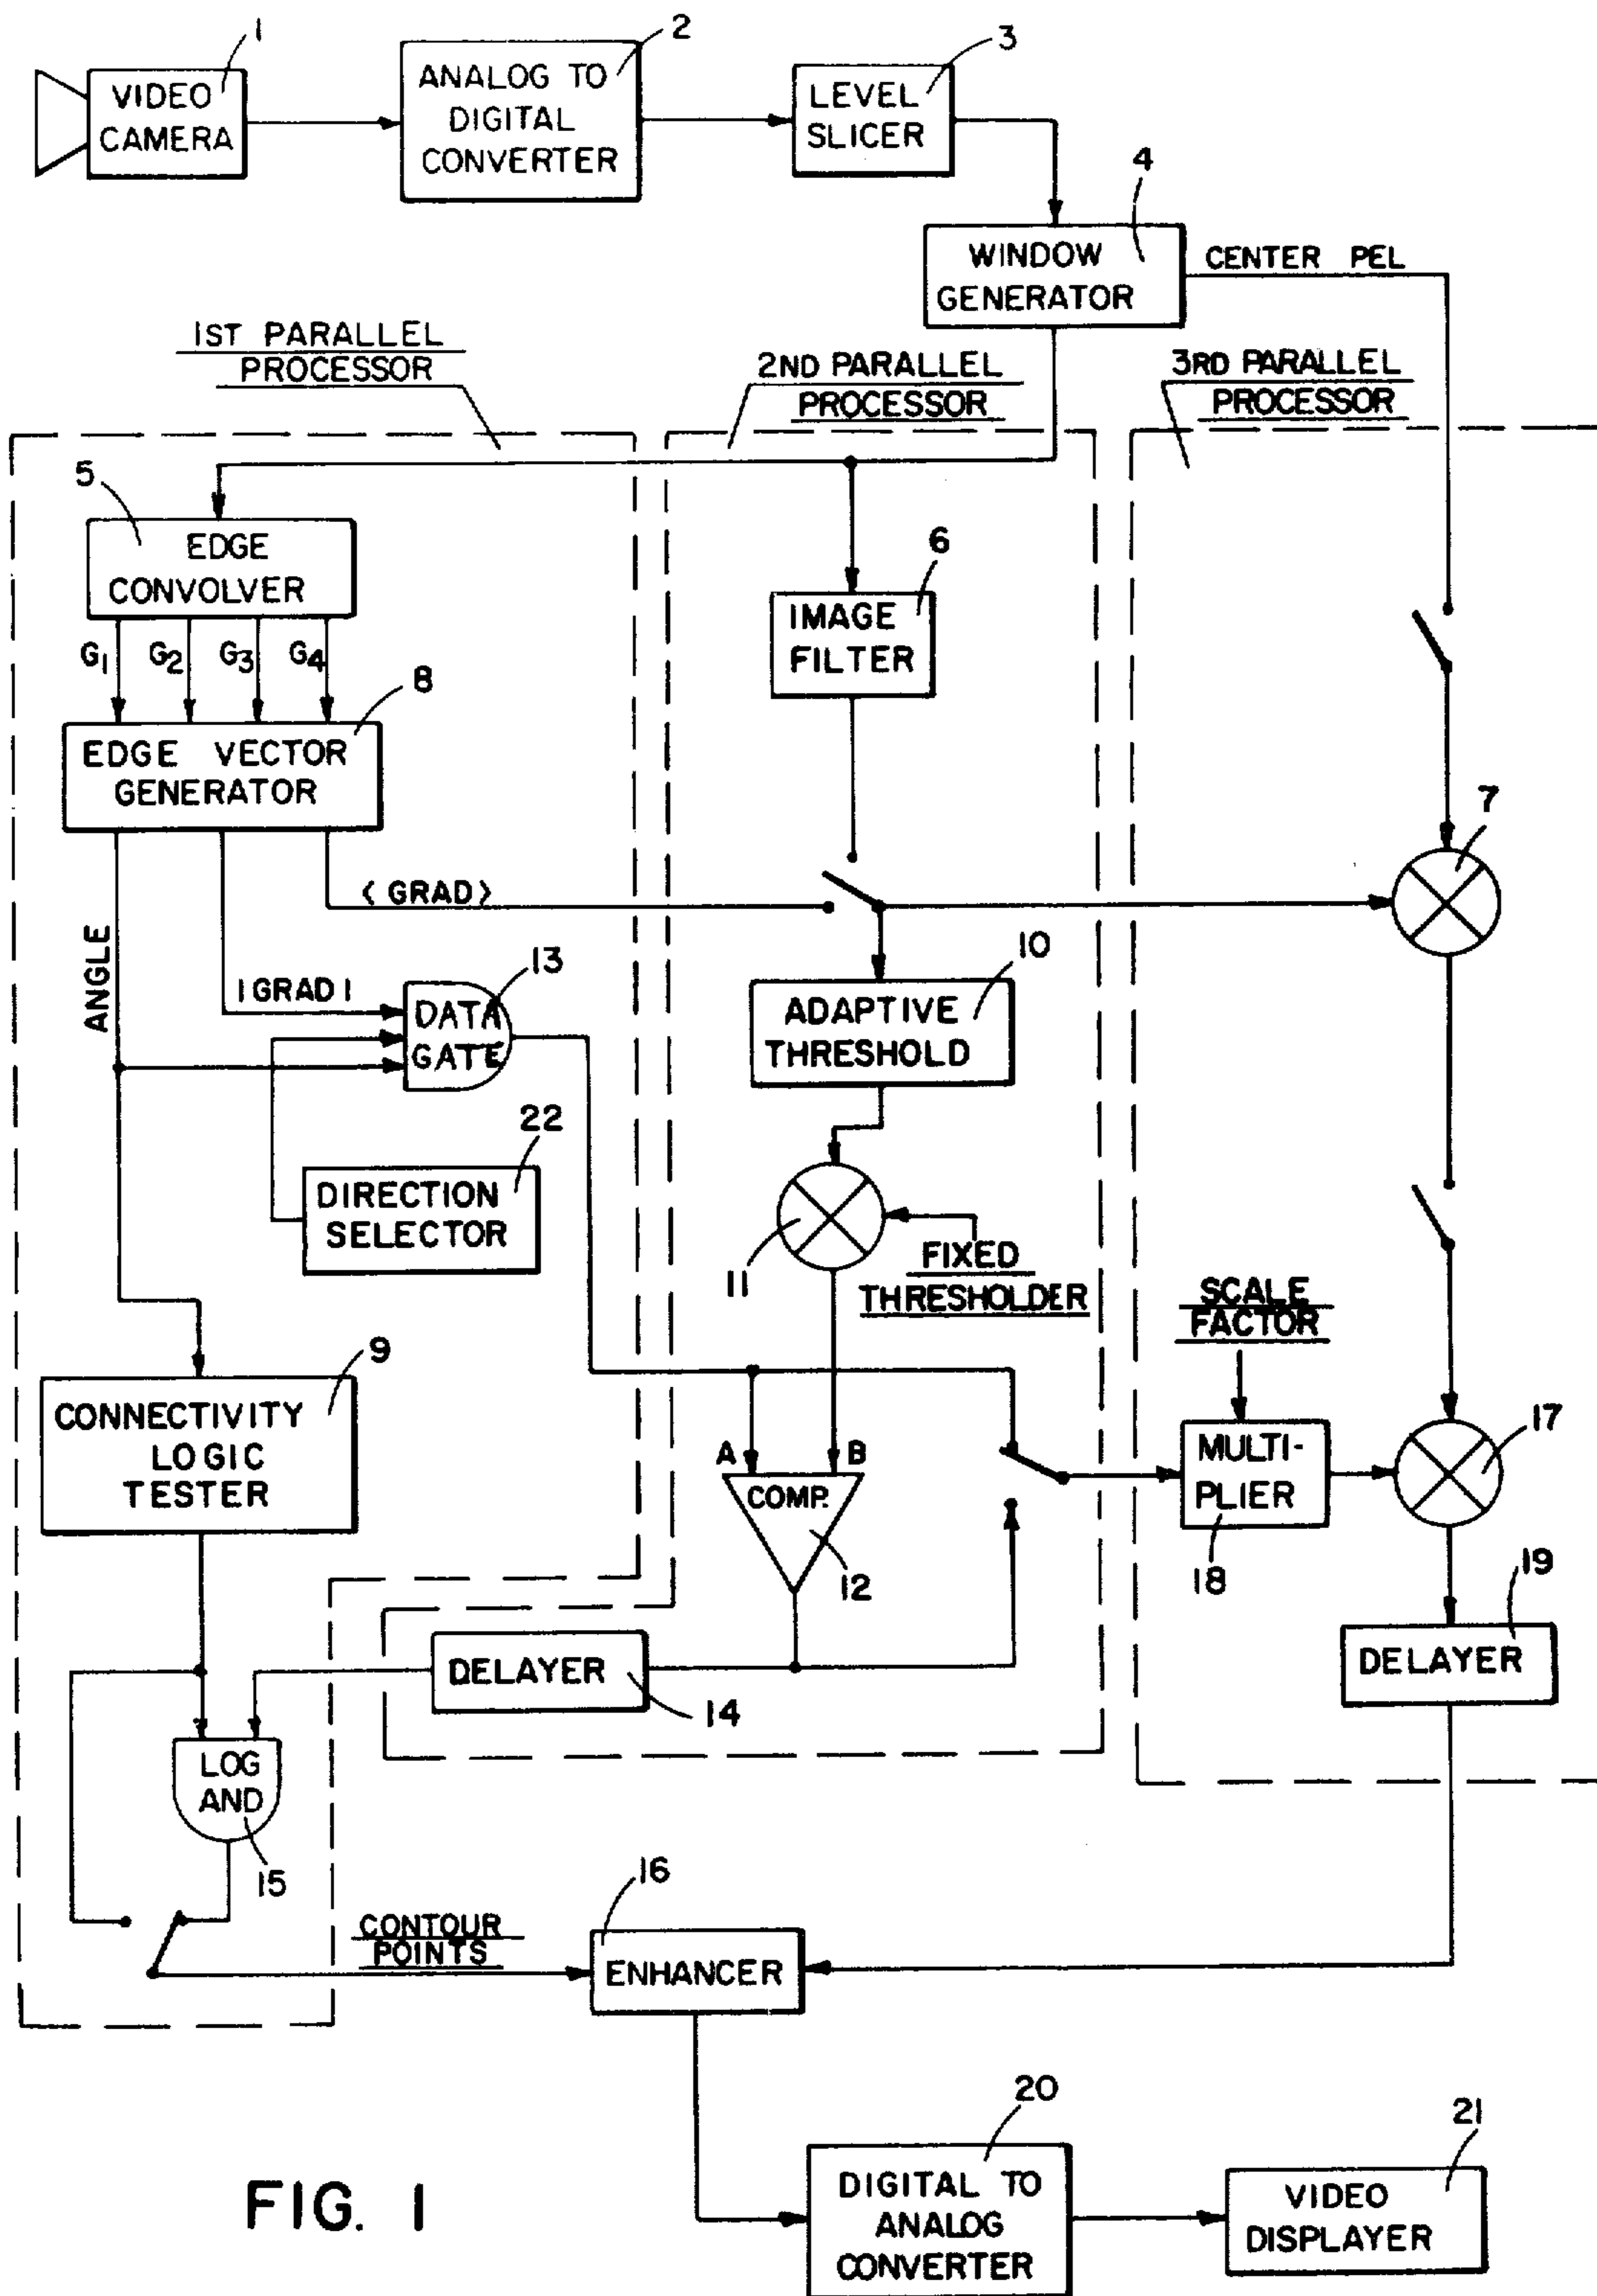 1
VIDEO
CAMERA
2
ANALOG TO
DIGITAL
CONVERTER
3
LEVEL
SLICER
4
WINDOW
GENERATOR
CENTER PEL
1ST PARALLEL
PROCESSOR
2ND PARALLEL
PROCESSOR
3RD PARALLEL
PROCESSOR
5
EDGE
CONVOLVER
6
IMAGE
FILTER
G1 G2 G3 G4
8
EDGE VECTOR
GENERATOR
7
<GRAD>
ANGLE
|GRAD|
13
DATA
GATE
10
ADAPTIVE
THRESHOLD
22
DIRECTION
SELECTOR
11
FIXED
THRESHOLDER
SCALE
FACTOR
9
CONNECTIVITY
LOGIC
TESTER
A B
COMP.
12
MULTI-
PLIER
18
17
19
DELAYER
DELAYER
14
LOG
AND
15
16
CONTOUR
POINTS
ENHANCER
20
DIGITAL TO
ANALOG
CONVERTER
21
VIDEO
DISPLAYER
FIG. 1